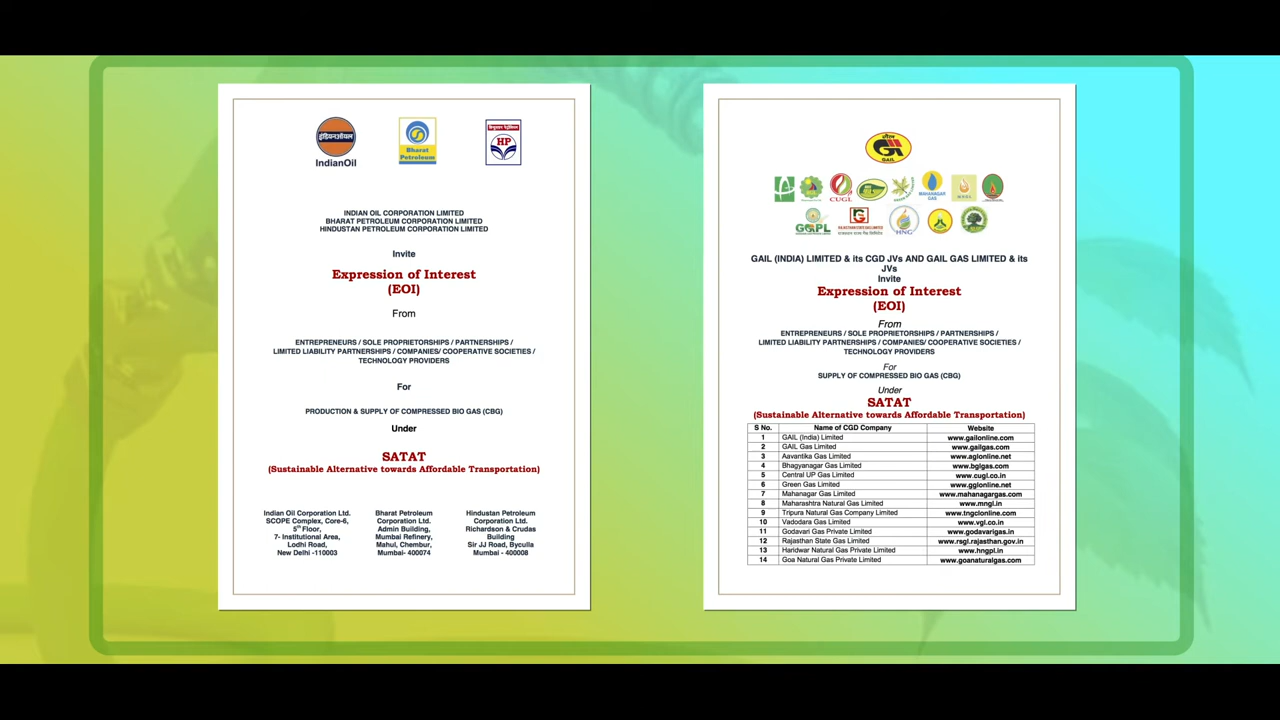 इंडियनऑयल
IndianOil
Bharat
Petroleum
हिन्दुस्तान पेट्रोलियम
HP
INDIAN OIL CORPORATION LIMITED
BHARAT PETROLEUM CORPORATION LIMITED
HINDUSTAN PETROLEUM CORPORATION LIMITED
Invite
Expression of Interest
(EOI)
From
ENTREPRENEURS / SOLE PROPRIETORSHIPS / PARTNERSHIPS /
LIMITED LIABILITY PARTNERSHIPS / COMPANIES/ COOPERATIVE SOCIETIES /
TECHNOLOGY PROVIDERS
For
PRODUCTION & SUPPLY OF COMPRESSED BIO GAS (CBG)
Under
SATAT
(Sustainable Alternative towards Affordable Transportation)
Indian Oil Corporation Ltd.
SCOPE Complex, Core-6,
5th Floor,
7- Institutional Area,
Lodhi Road,
New Delhi -110003
Bharat Petroleum
Corporation Ltd.
Admin Building,
Mumbai Refinery,
Mahul, Chembur,
Mumbai- 400074
Hindustan Petroleum
Corporation Ltd.
Richardson & Crudas
Building
Sir JJ Road, Byculla
Mumbai - 400008
गेल
GAIL
CUGL
MAHANAGAR
GAS
MNGL
GGPL
RAJASTHAN STATE GAS LIMITED
HNG
GAIL (INDIA) LIMITED & its CGD JVs AND GAIL GAS LIMITED & its
JVs
Invite
Expression of Interest
(EOI)
From
ENTREPRENEURS / SOLE PROPRIETORSHIPS / PARTNERSHIPS /
LIMITED LIABILITY PARTNERSHIPS / COMPANIES / COOPERATIVE SOCIETIES /
TECHNOLOGY PROVIDERS
For
SUPPLY OF COMPRESSED BIO GAS (CBG)
Under
SATAT
(Sustainable Alternative towards Affordable Transportation)
S No. Name of CGD Company Website
1 GAIL (India) Limited www.gailonline.com
2 GAIL Gas Limited www.gailgas.com
3 Aavantika Gas Limited www.aglonline.net
4 Bhagyanagar Gas Limited www.bglgas.com
5 Central UP Gas Limited www.cugl.co.in
6 Green Gas Limited www.gglonline.net
7 Mahanagar Gas Limited www.mahanagargas.com
8 Maharashtra Natural Gas Limited www.mngl.in
9 Tripura Natural Gas Company Limited www.tngclonline.com
10 Vadodara Gas Limited www.vgl.co.in
11 Godavari Gas Private Limited www.godavarigas.in
12 Rajasthan State Gas Limited www.rsgl.rajasthan.gov.in
13 Haridwar Natural Gas Private Limited www.hngpl.in
14 Goa Natural Gas Private Limited www.goanaturalgas.com